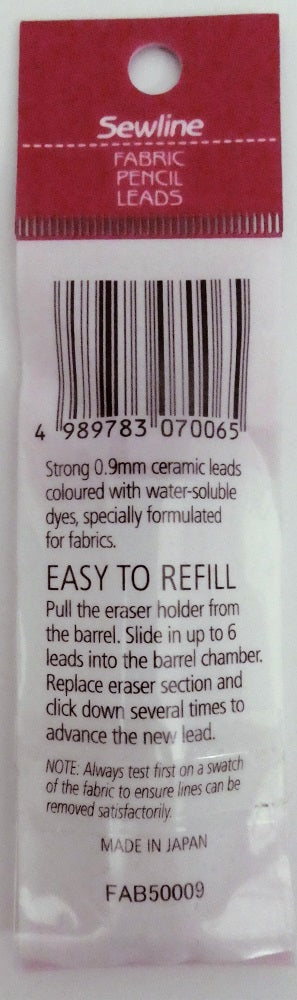 Sewline
FABRIC
PENCIL
LEADS
4 989783 070065
Strong 0.9mm ceramic leads
coloured with water-soluble
dyes, specially formulated
for fabrics.
EASY TO REFILL
Pull the eraser holder from
the barrel. Slide in up to 6
leads into the barrel chamber.
Replace eraser section and
click down several times to
advance the new lead.
NOTE: Always test first on a swatch
of the fabric to ensure lines can be
removed satisfactorily.
MADE IN JAPAN
FAB50009